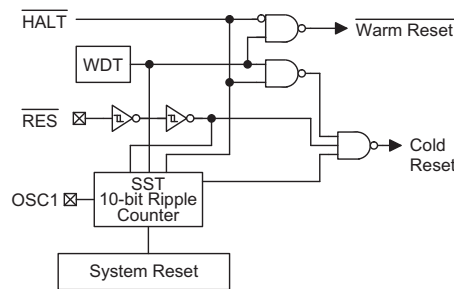 HALT
Warm Reset
WDT
RES
Cold
Reset
SST
10-bit Ripple
Counter
OSC1
System Reset